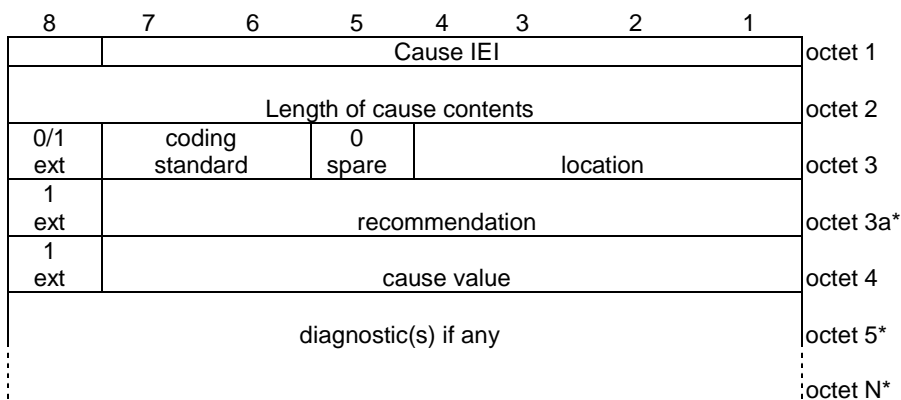 8 7 6 5 4 3 2 1
Cause IEI octet 1
Length of cause contents octet 2
0/1 coding 0
ext standard spare location octet 3
1
ext recommendation octet 3a*
1
ext cause value octet 4
diagnostic(s) if any octet 5*
octet N*